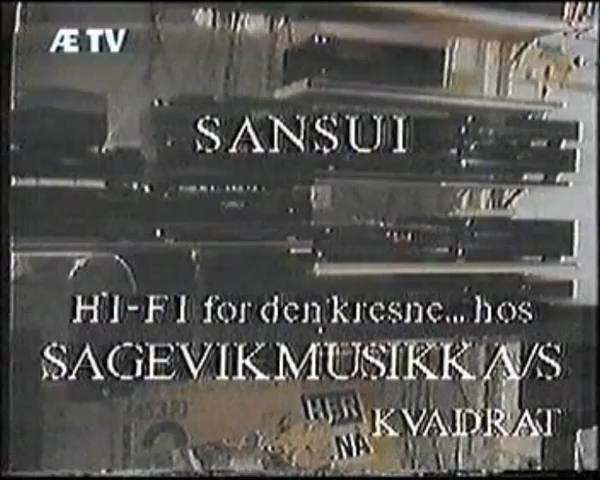 ÆTV
SANSUI
HI-FI for den kresne... hos
SAGEVIK MUSIKK A/S
KVADRAT